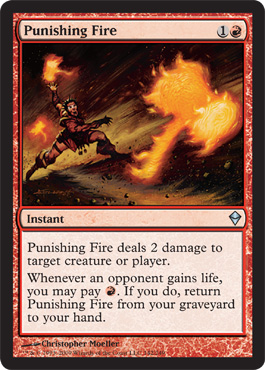 Punishing Fire 1
Instant
Punishing Fire deals 2 damage to
target creature or player.
Whenever an opponent gains life,
you may pay . If you do, return
Punishing Fire from your graveyard
to your hand.
Christopher Moeller